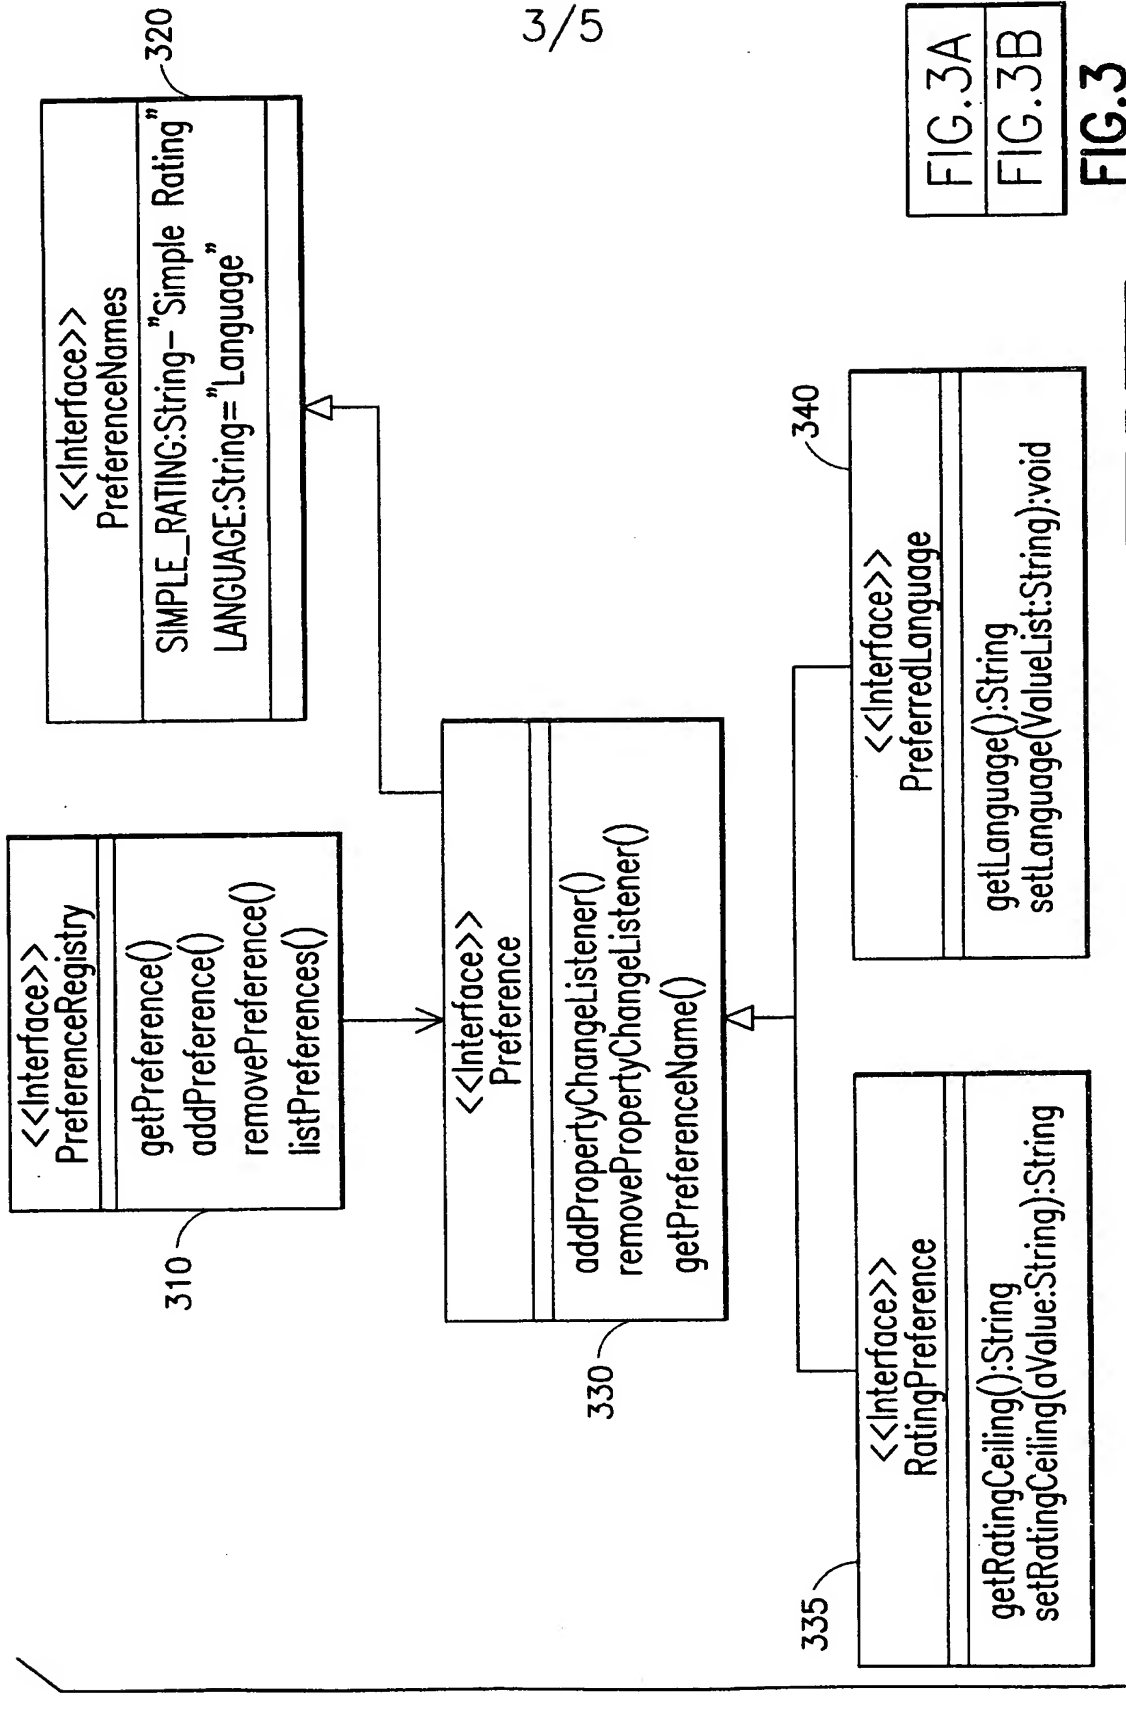 3/5
<<Interface>>
PreferenceRegistry
getPreference()
addPreference()
removePreference()
listPreferences()
310
<<Interface>>
PreferenceNames
SIMPLE_RATING:String-"Simple Rating"
LANGUAGE:String="Language"
320
<<Interface>>
Preference
addPropertyChangeListener()
removePropertyChangeListener()
getPreferenceName()
330
<<Interface>>
RatingPreference
getRatingCeiling():String
setRatingCeiling(aValue:String):String
335
<<Interface>>
PreferredLanguage
getLanguage():String
setLanguage(ValueList:String):void
340
FIG.3A
FIG.3B
FIG.3